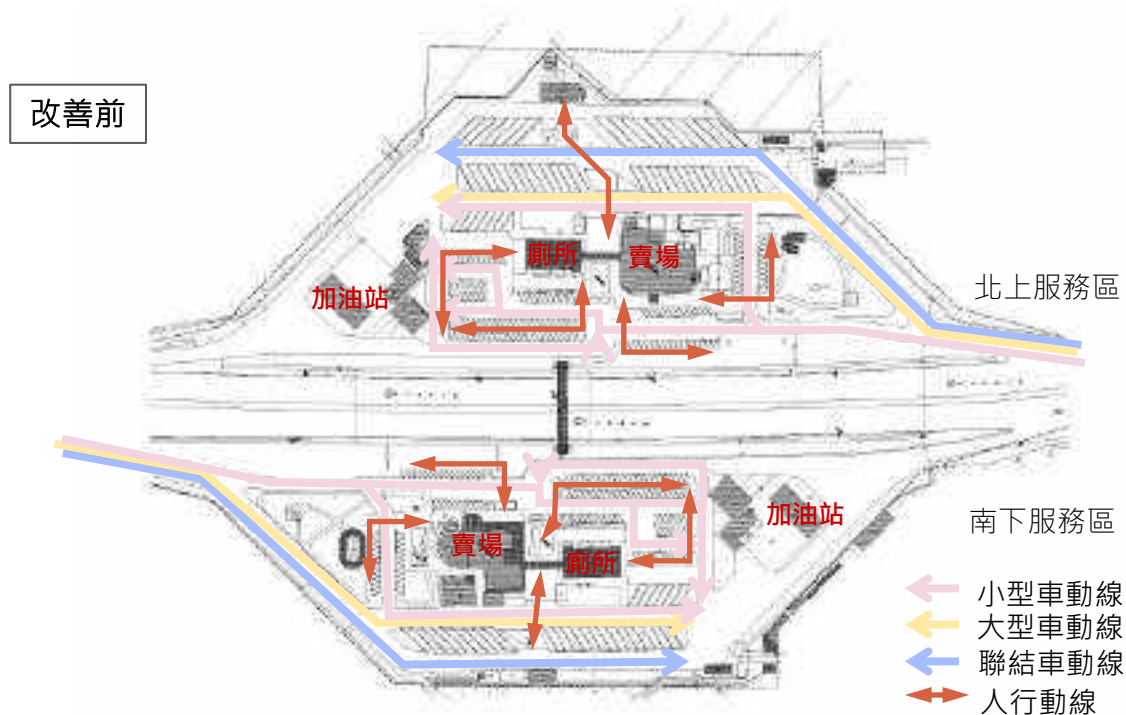 改善前
廁所
賣場
加油站
北上服務區
加油站
賣場
廁所
南下服務區
小型車動線
大型車動線
聯結車動線
人行動線